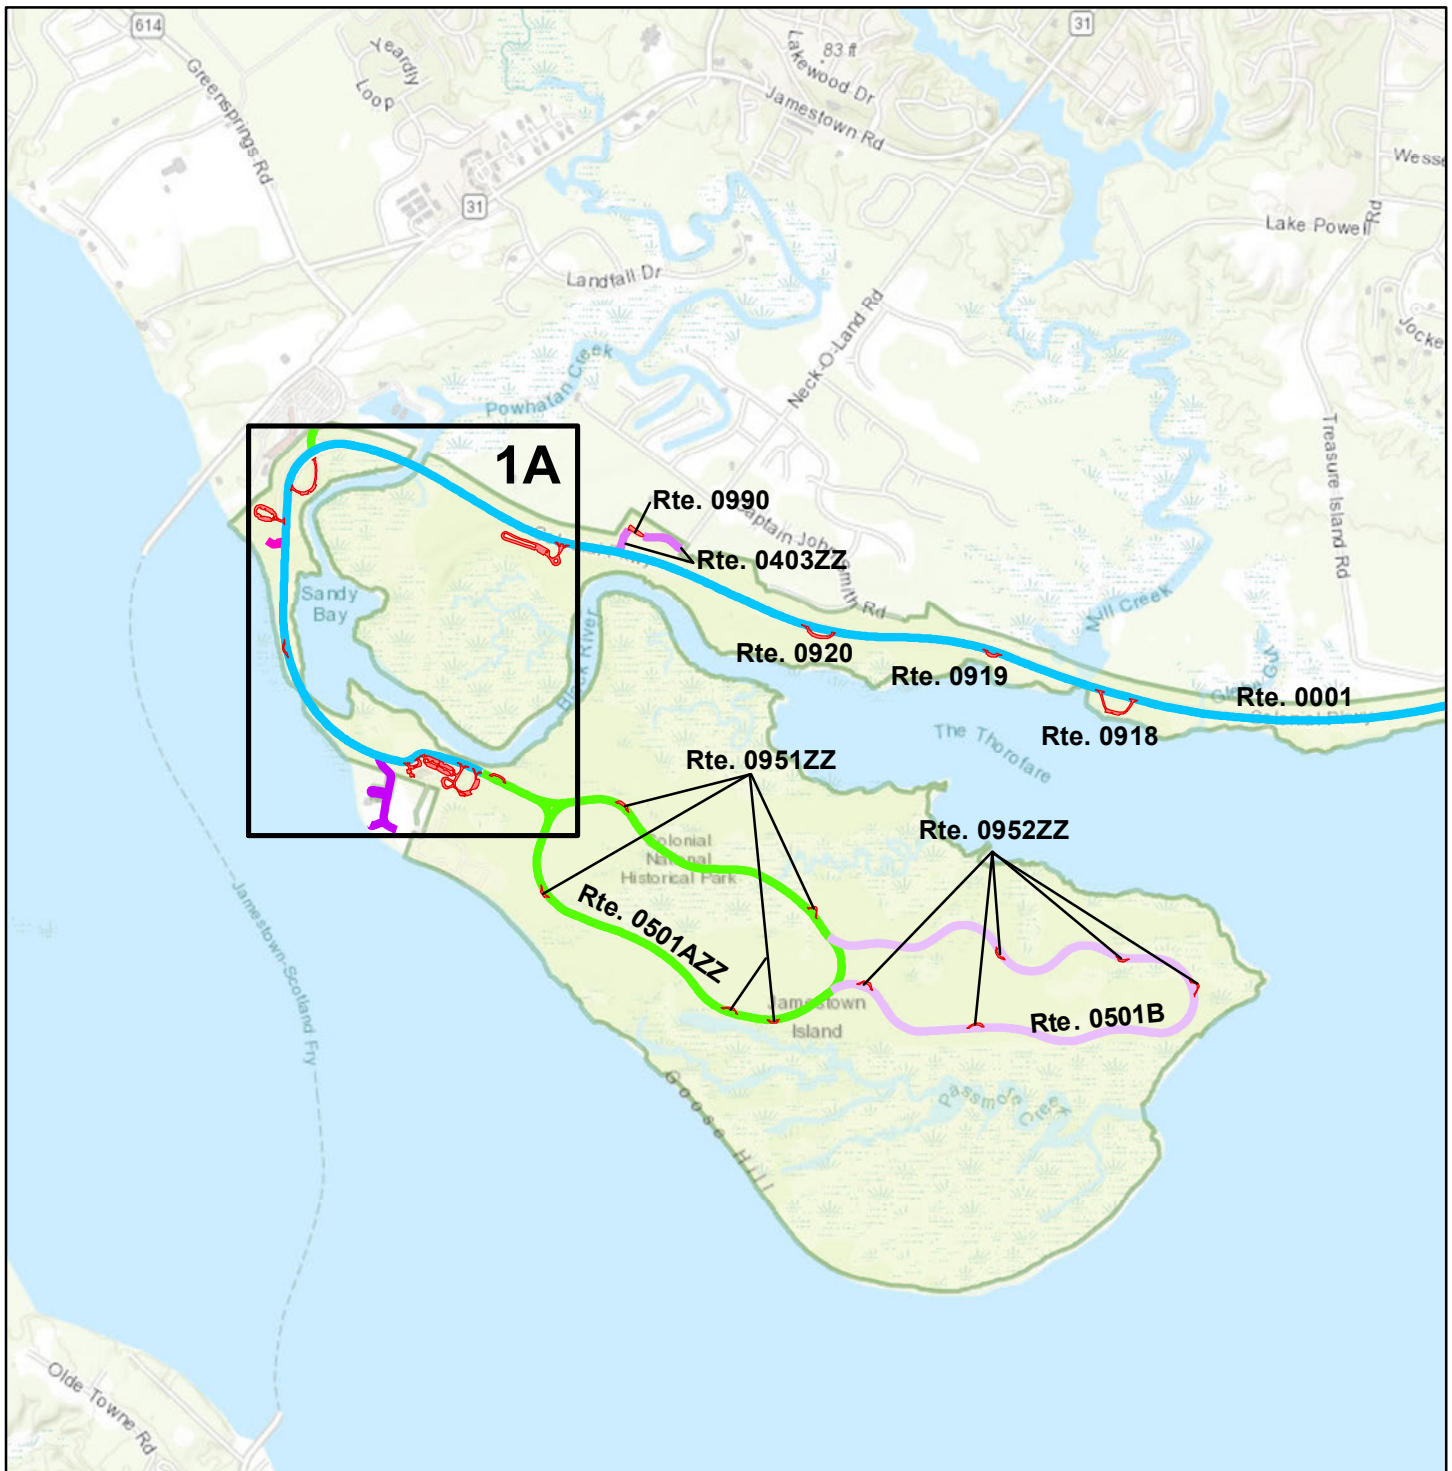 614
31
Yeardly
Loop
Greensprings Rd
Lakewood Dr
83 ft
Jamestown Rd
31
Lake Powell Rd
Landfall Dr
Neck-O-Land Rd
Powhatan Creek
Treasure Island Rd
1A
Rte. 0990
Captain John Smith Rd
Rte. 0403ZZ
Sandy
Bay
Back River
Mill Creek
Rte. 0920
Rte. 0919
Rte. 0001
Colonial Pkwy
Rte. 0918
The Thorofare
Rte. 0951ZZ
Rte. 0952ZZ
Colonial
National
Historical Park
Rte. 0501AZZ
Jamestown
Island
Rte. 0501B
Jamestown-Scotland Fry
Goose Hill
Passmore
Creek
Olde Towne Rd